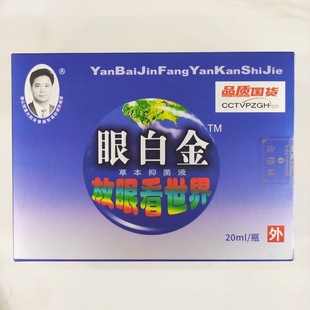 YanBaiJinFangYanKanShiJie
®
品质国货
CCTVPZGH.cn
眼白金
TM
草本抑菌液
放眼看世界
20ml/瓶
外